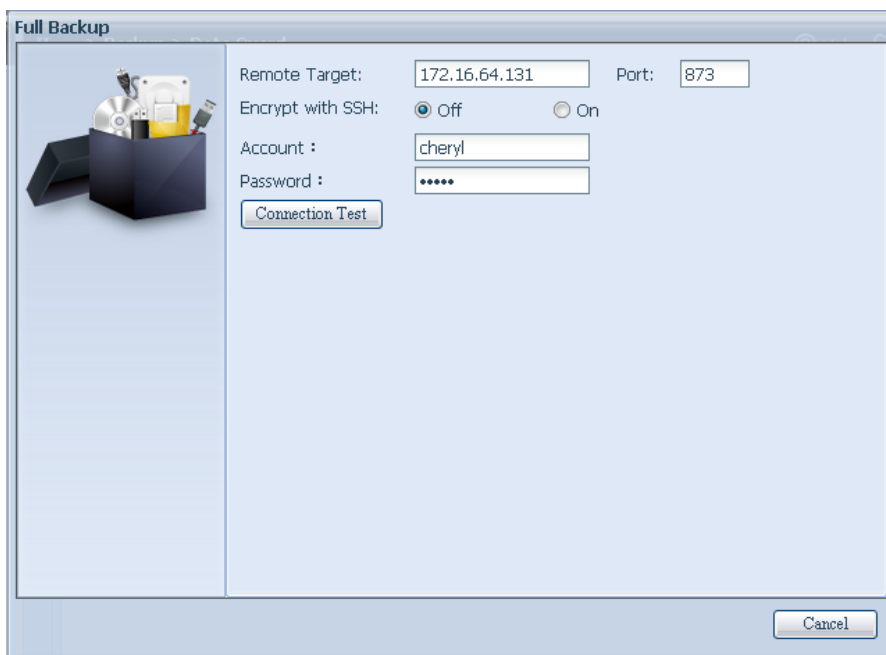 Full Backup
Remote Target: 172.16.64.131 Port: 873
Encrypt with SSH: Off On
Account : cheryl
Password : •••••
Connection Test
Cancel